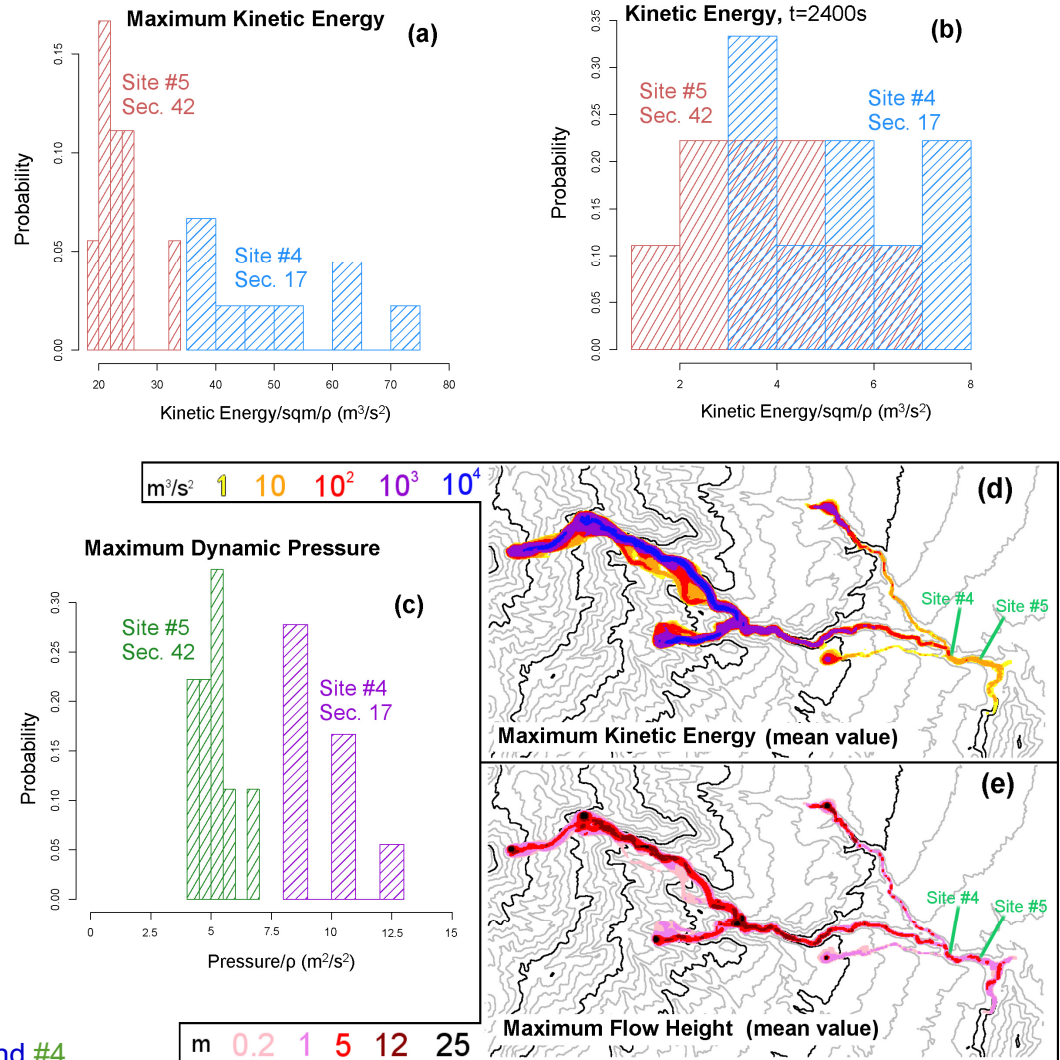 Maximum Kinetic Energy
(a)
Probability
0.00 0.05 0.10 0.15
Site #5
Sec. 42
Site #4
Sec. 17
20 30 40 50 60 70 80
Kinetic Energy/sqm/ρ (m³/s²)
Kinetic Energy, t=2400s
(b)
Probability
0.00 0.05 0.10 0.15 0.20 0.25 0.30 0.35
Site #5
Sec. 42
Site #4
Sec. 17
2 4 6 8
Kinetic Energy/sqm/ρ (m³/s²)
m³/s² 1 10 10² 10³ 10⁴
Maximum Dynamic Pressure
(c)
Probability
0.00 0.05 0.10 0.15 0.20 0.25 0.30
Site #5
Sec. 42
Site #4
Sec. 17
0 2.5 5 7.5 10 12.5 15
Pressure/ρ (m²/s²)
(d)
Site #4
Site #5
Maximum Kinetic Energy (mean value)
(e)
Site #4
Site #5
Maximum Flow Height (mean value)
m 0.2 1 5 12 25
nd #4